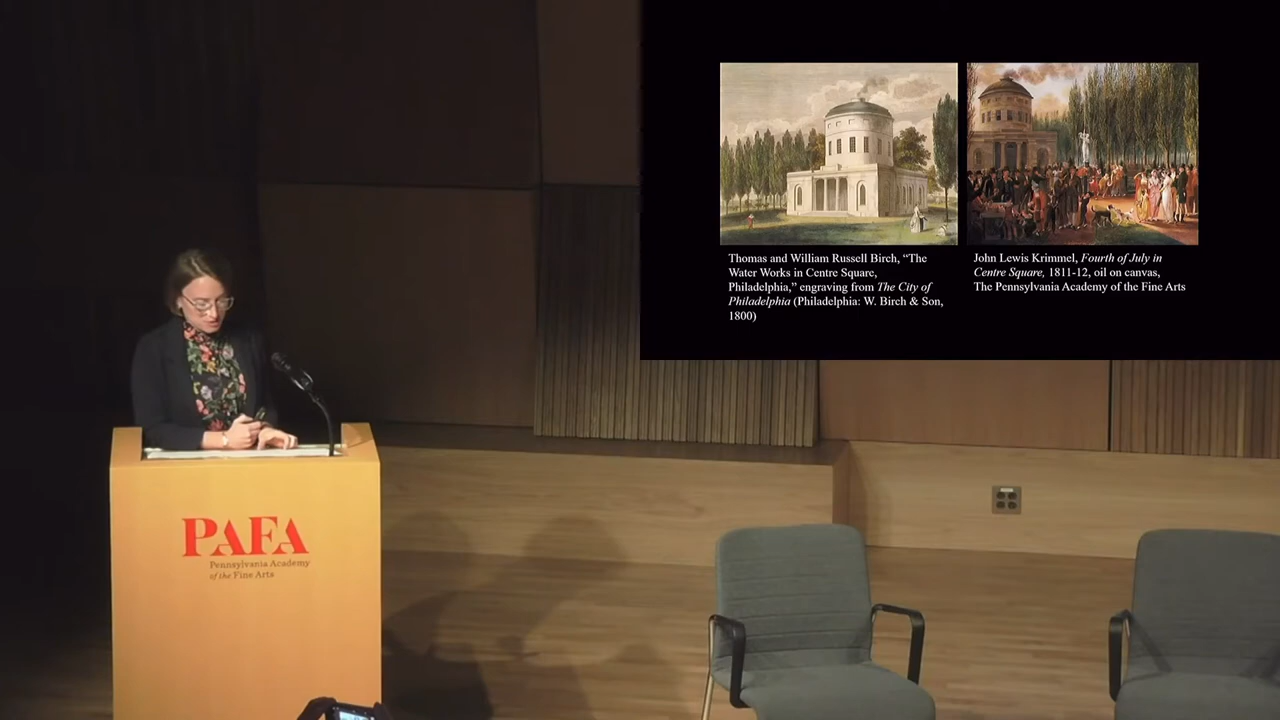 Thomas and William Russell Birch, “The
Water Works in Centre Square,
Philadelphia,” engraving from The City of
Philadelphia (Philadelphia: W. Birch & Son,
1800)
John Lewis Krimmel, Fourth of July in
Centre Square, 1811-12, oil on canvas,
The Pennsylvania Academy of the Fine Arts
PAFA
Pennsylvania Academy
of the Fine Arts